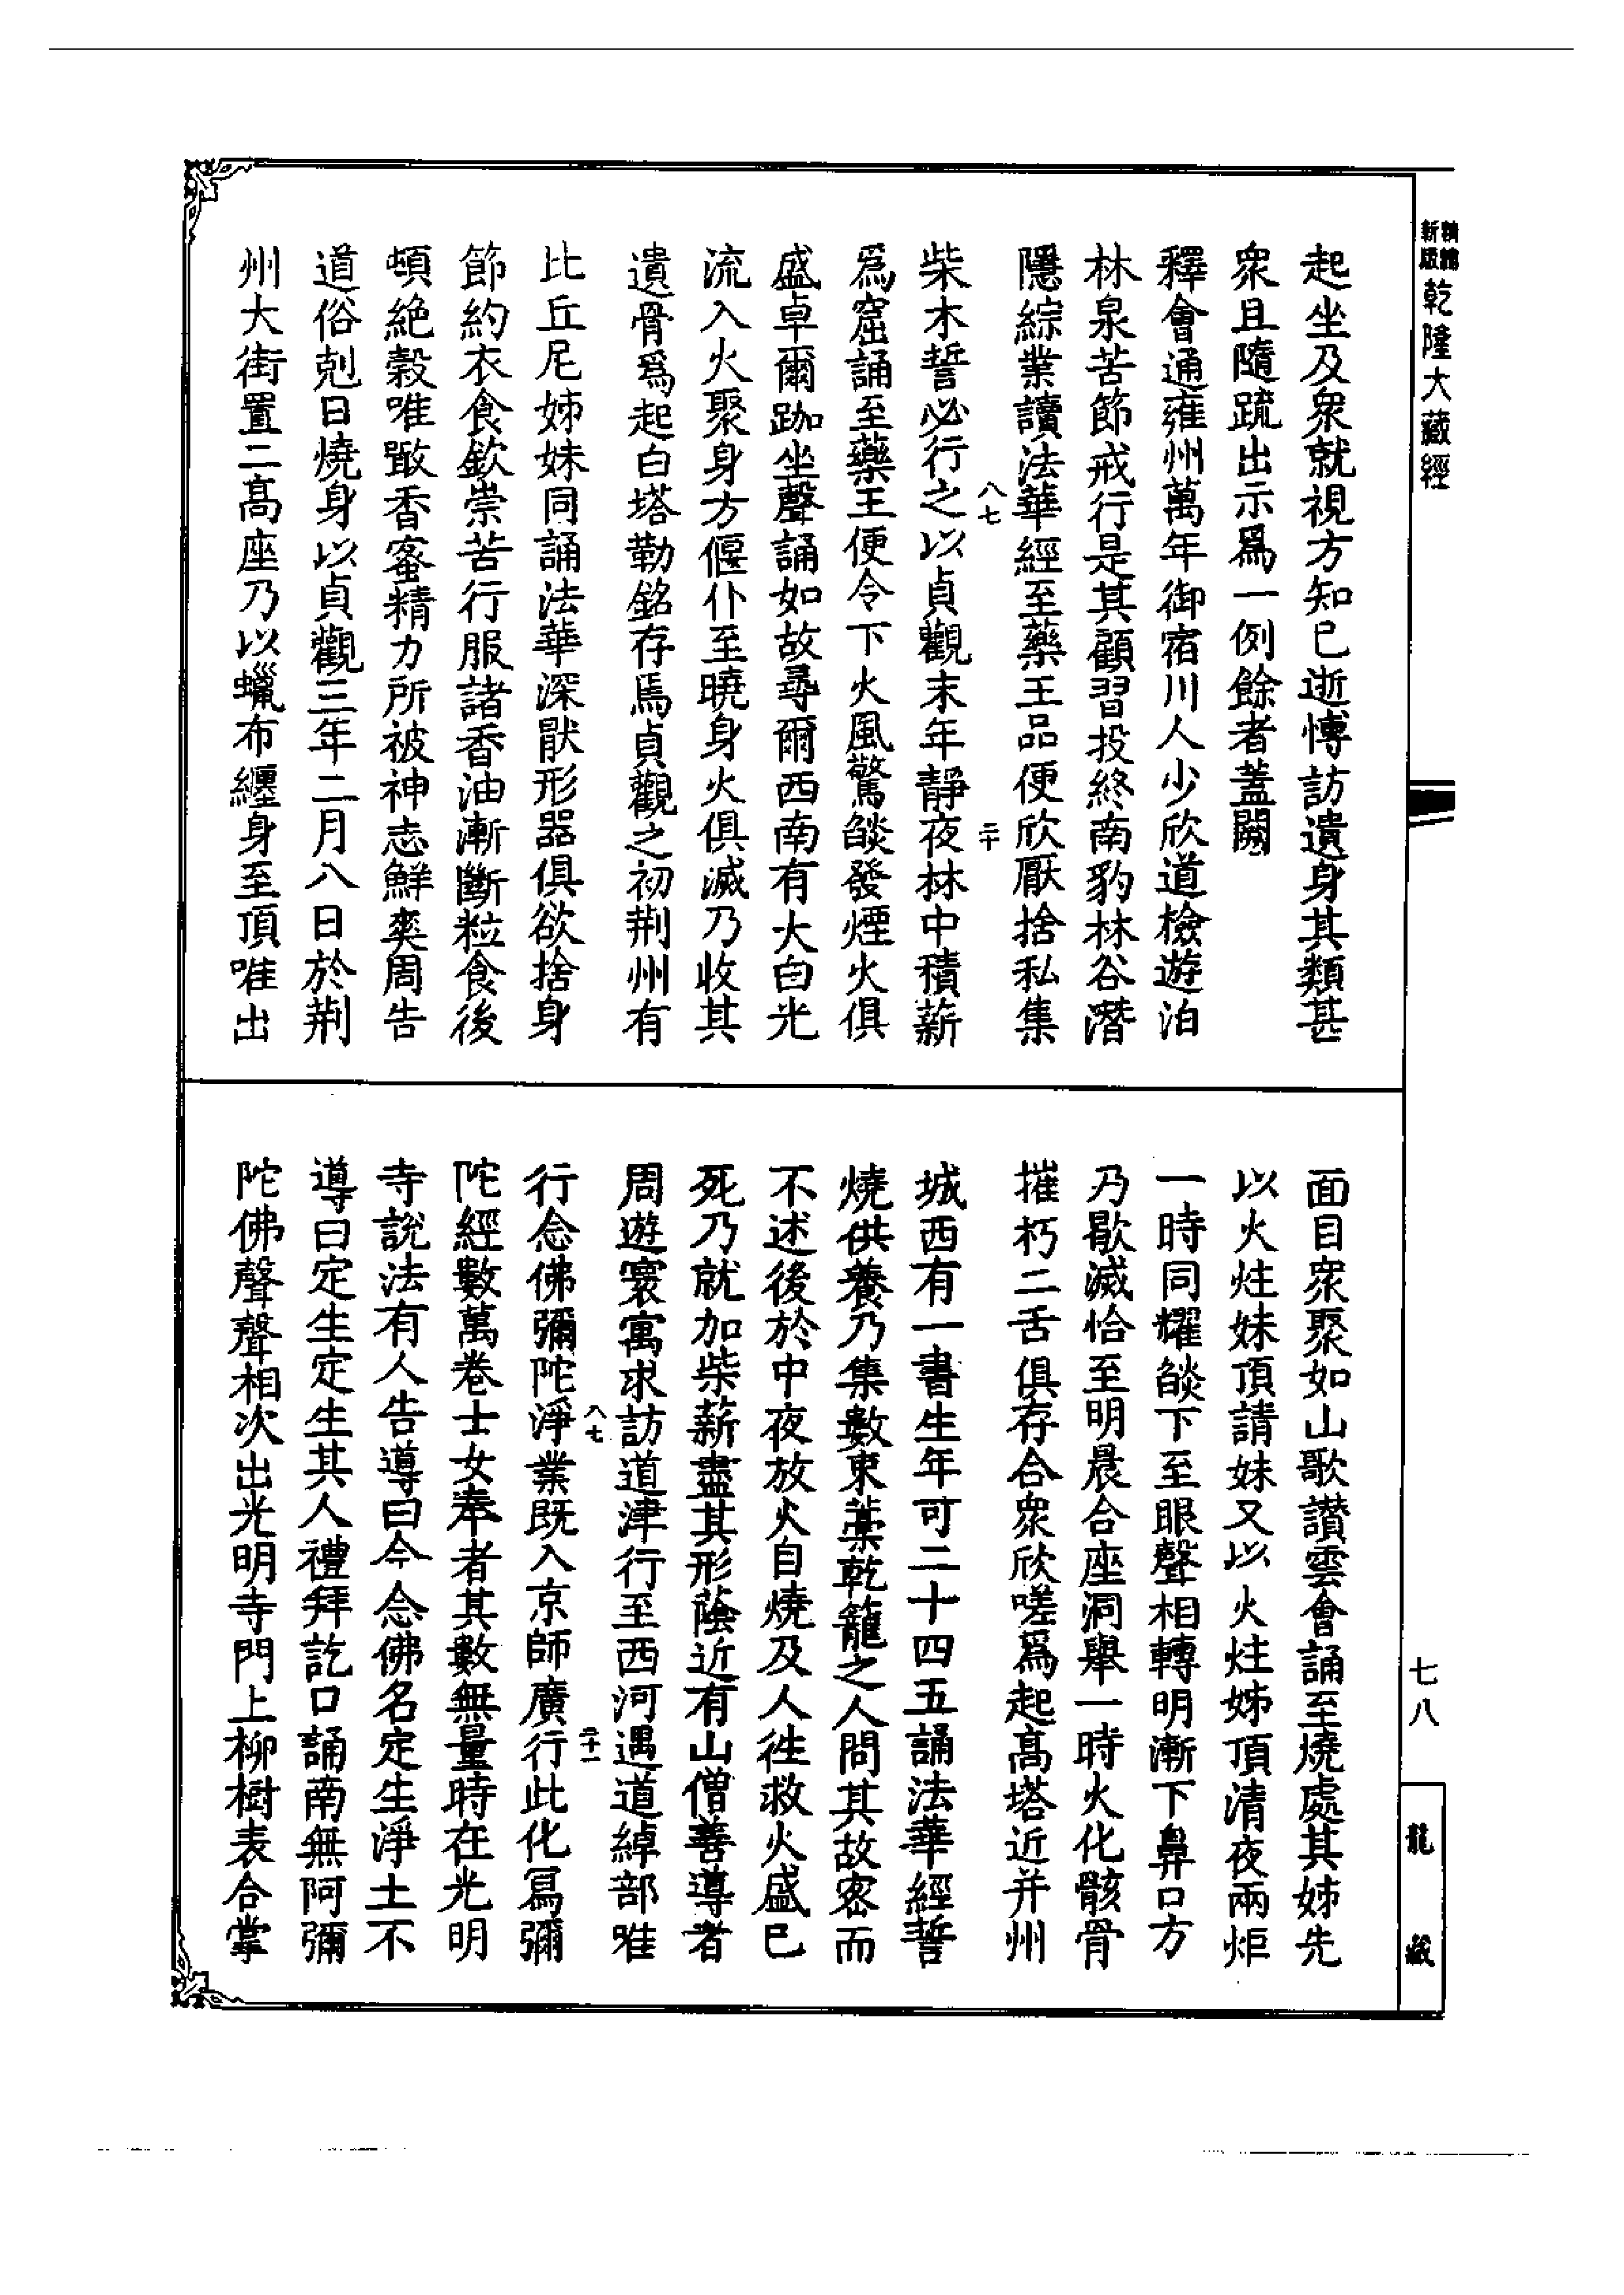 精緻
新版 乾隆大藏經
起坐及衆就視方知已逝博訪遺身其類甚
衆且隨疏出示爲一例餘者蓋闕
釋會通雍州萬年御宿川人少欣道檢遊泊
林泉苦節戒行是其顧習投終南豹林谷潛
隱綜業讀法華經至藥王品便欣厭捨私集
八七
二十
柴木誓必行之以貞觀末年靜夜林中積薪
爲窟誦至藥王便令下火風驚燄發煙火俱
盛卓爾跏坐聲誦如故尋爾西南有大白光
流入火聚身方偃仆至曉身火俱滅乃收其
遺骨爲起白塔勒銘存焉貞觀之初荆州有
比丘尼姊妹同誦法華深厭形器俱欲捨身
節約衣食欽崇苦行服諸香油漸斷粒食後
頓絶穀唯噉香蜜精力所被神志鮮爽周告
道俗剋日燒身以貞觀三年二月八日於荆
州大街置二高座乃以蠟布纏身至頂唯出
面目衆聚如山歌讃雲會誦至燒處其姊先
以火炷妹頂請妹又以火炷姊頂清夜兩炬
一時同耀燄下至眼聲相轉明漸下鼻口方
乃歇滅恰至明晨合座洞舉一時火化骸骨
摧朽二舌俱存合衆欣嗟爲起高塔近并州
城西有一書生年可二十四五誦法華經誓
燒供養乃集數束藁乾籠之人問其故密而
不述後於中夜放火自燒及人徃救火盛已
死乃就加柴薪盡其形蔭近有山僧善導者
周遊寰㝢求訪道津行至西河遇道綽部唯
八七
二十一
行念佛彌陀淨業既入京師廣行此化寫彌
陀經數萬卷士女奉者其數無量時在光明
寺說法有人告導曰今念佛名定生淨土不
導曰定生定生其人禮拜訖口誦南無阿彌
陀佛聲聲相次出光明寺門上柳樹表合掌
七八
龍藏